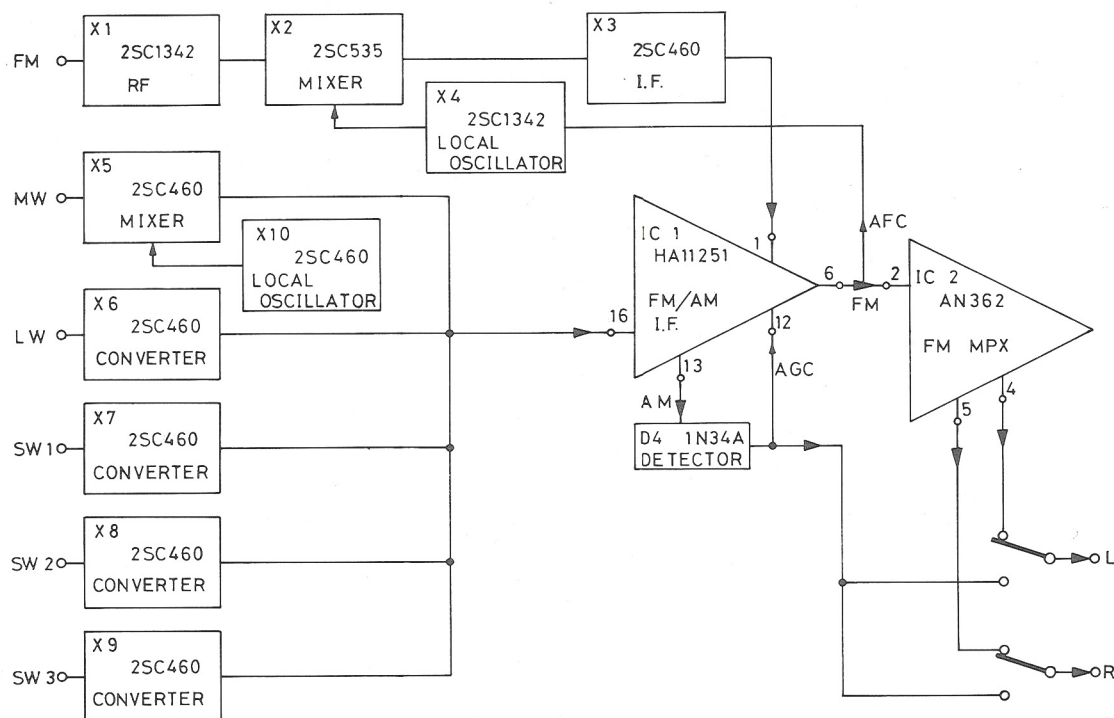 FM
X1
2SC1342
RF
X2
2SC535
MIXER
X3
2SC460
I.F.
X4
2SC1342
LOCAL
OSCILLATOR
MW
X5
2SC460
MIXER
X10
2SC460
LOCAL
OSCILLATOR
LW
X6
2SC460
CONVERTER
SW1
X7
2SC460
CONVERTER
SW2
X8
2SC460
CONVERTER
SW3
X9
2SC460
CONVERTER
16
IC 1
HA11251
FM/AM
I.F.
1
6
12
13
AM
AGC
D4 1N34A
DETECTOR
AFC
FM
2
IC 2
AN362
FM MPX
4
5
L
R